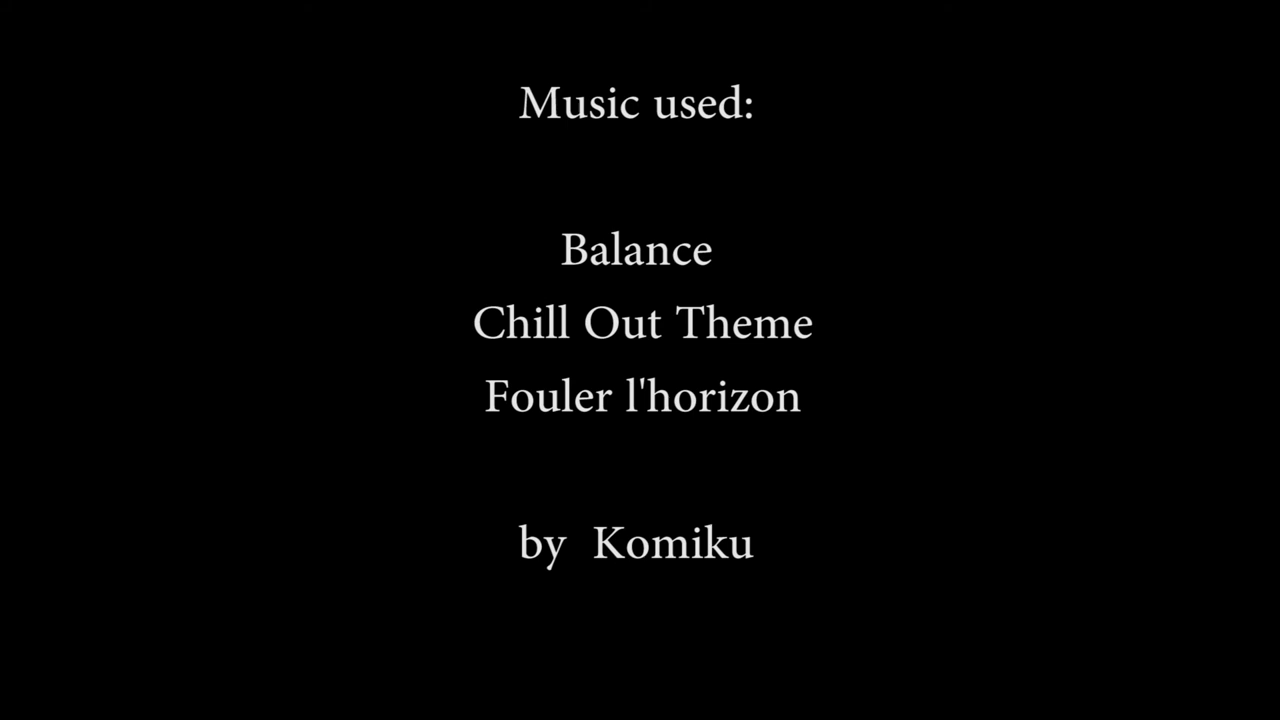 Music used:
Balance
Chill Out Theme
Fouler l'horizon
by  Komiku